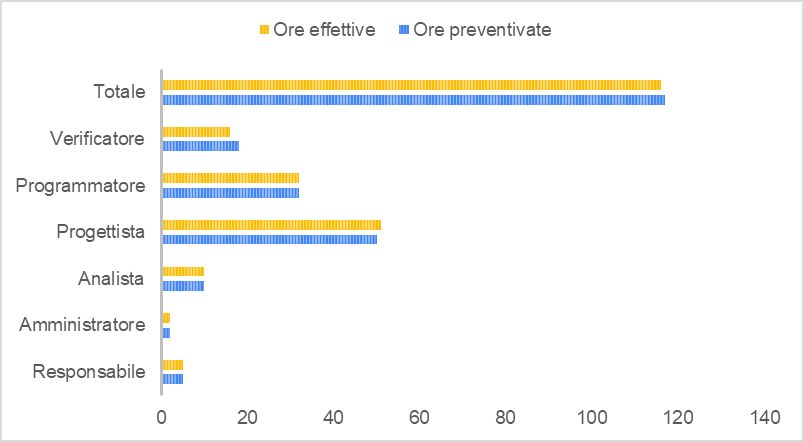 Ore effettive Ore preventivate
Totale
Verificatore
Programmatore
Progettista
Analista
Amministratore
Responsabile
0 20 40 60 80 100 120 140